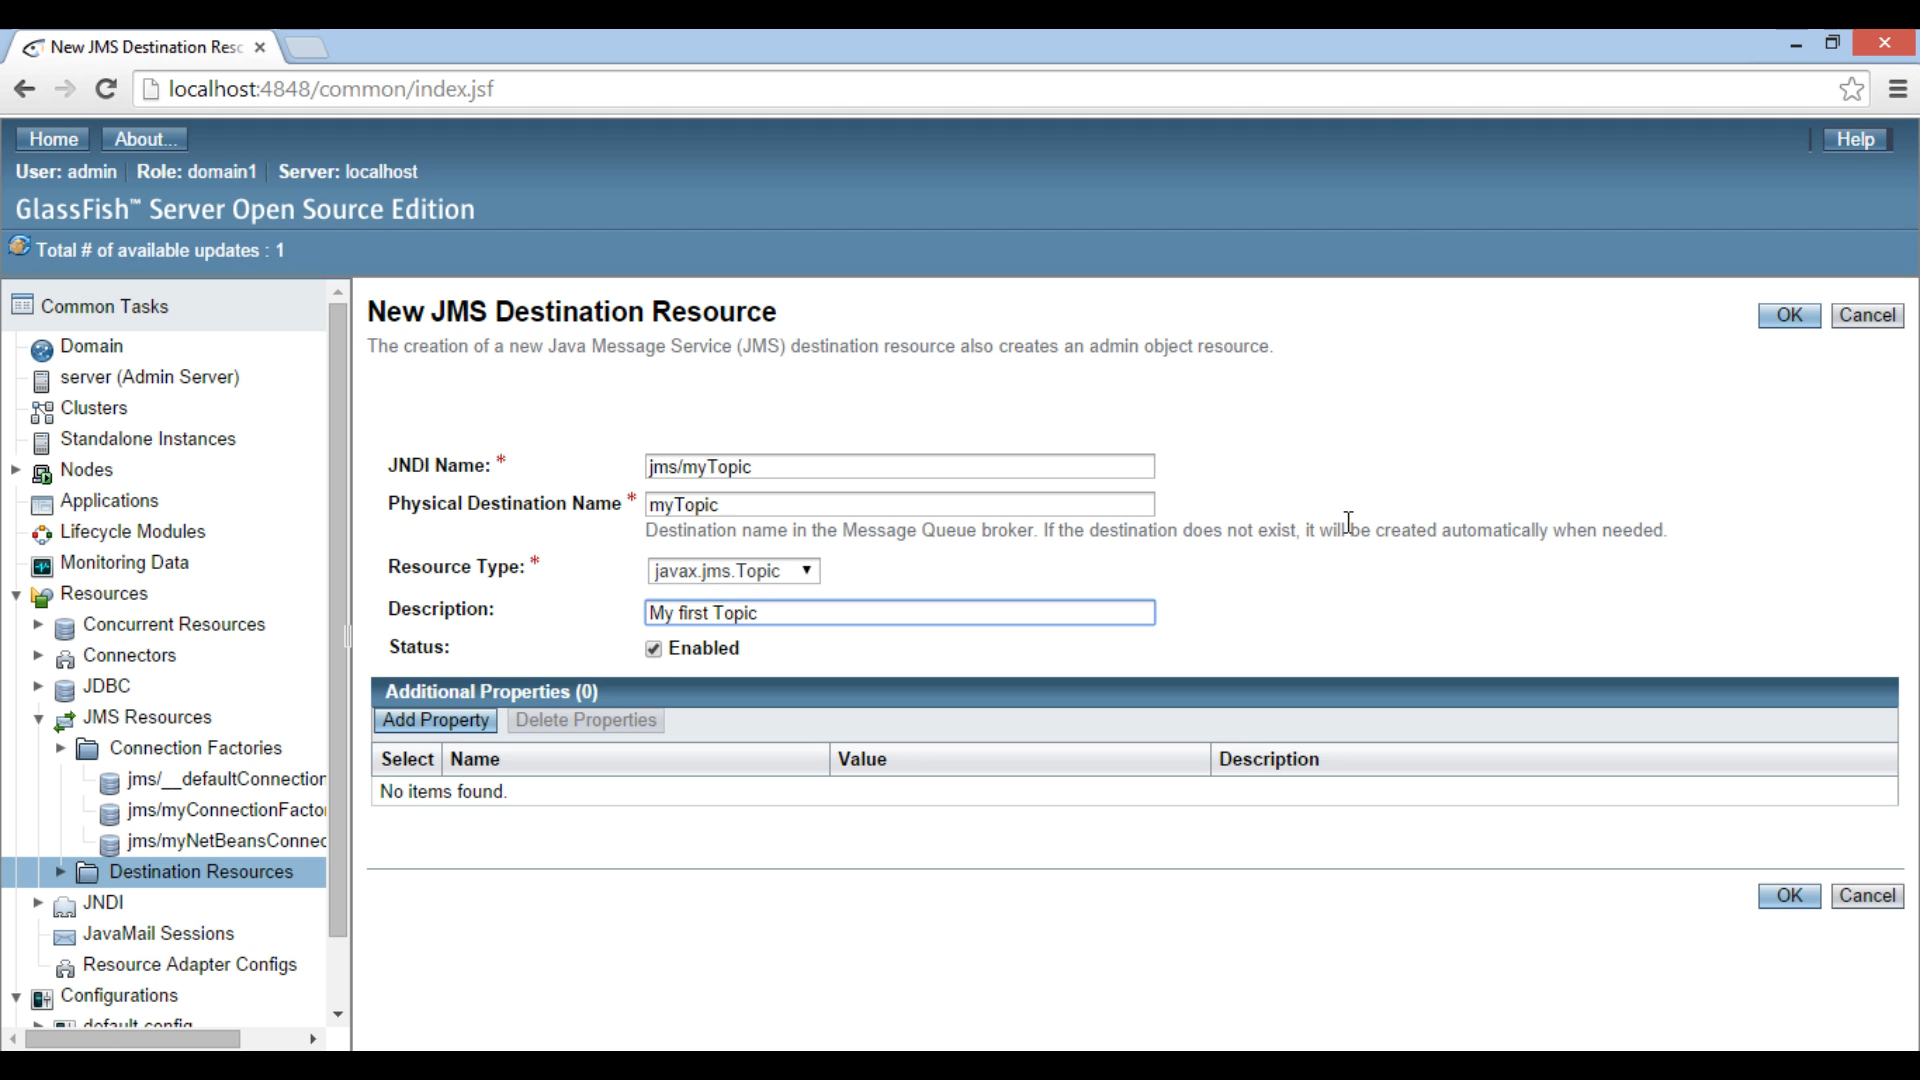 New JMS Destination Resc
localhost:4848/common/index.jsf
Home About... Help
User: admin Role: domain1 Server: localhost
GlassFish™ Server Open Source Edition
Total # of available updates : 1
Common Tasks
Domain
server (Admin Server)
Clusters
Standalone Instances
Nodes
Applications
Lifecycle Modules
Monitoring Data
Resources
Concurrent Resources
Connectors
JDBC
JMS Resources
Connection Factories
jms/__defaultConnection
jms/myConnectionFacto
jms/myNetBeansConnec
Destination Resources
JNDI
JavaMail Sessions
Resource Adapter Configs
Configurations
default-config
New JMS Destination Resource
OK Cancel
The creation of a new Java Message Service (JMS) destination resource also creates an admin object resource.
JNDI Name: * jms/myTopic
Physical Destination Name * myTopic
Destination name in the Message Queue broker. If the destination does not exist, it will be created automatically when needed.
Resource Type: * javax.jms.Topic
Description: My first Topic
Status: Enabled
Additional Properties (0)
Add Property Delete Properties
Select Name Value Description
No items found.
OK Cancel